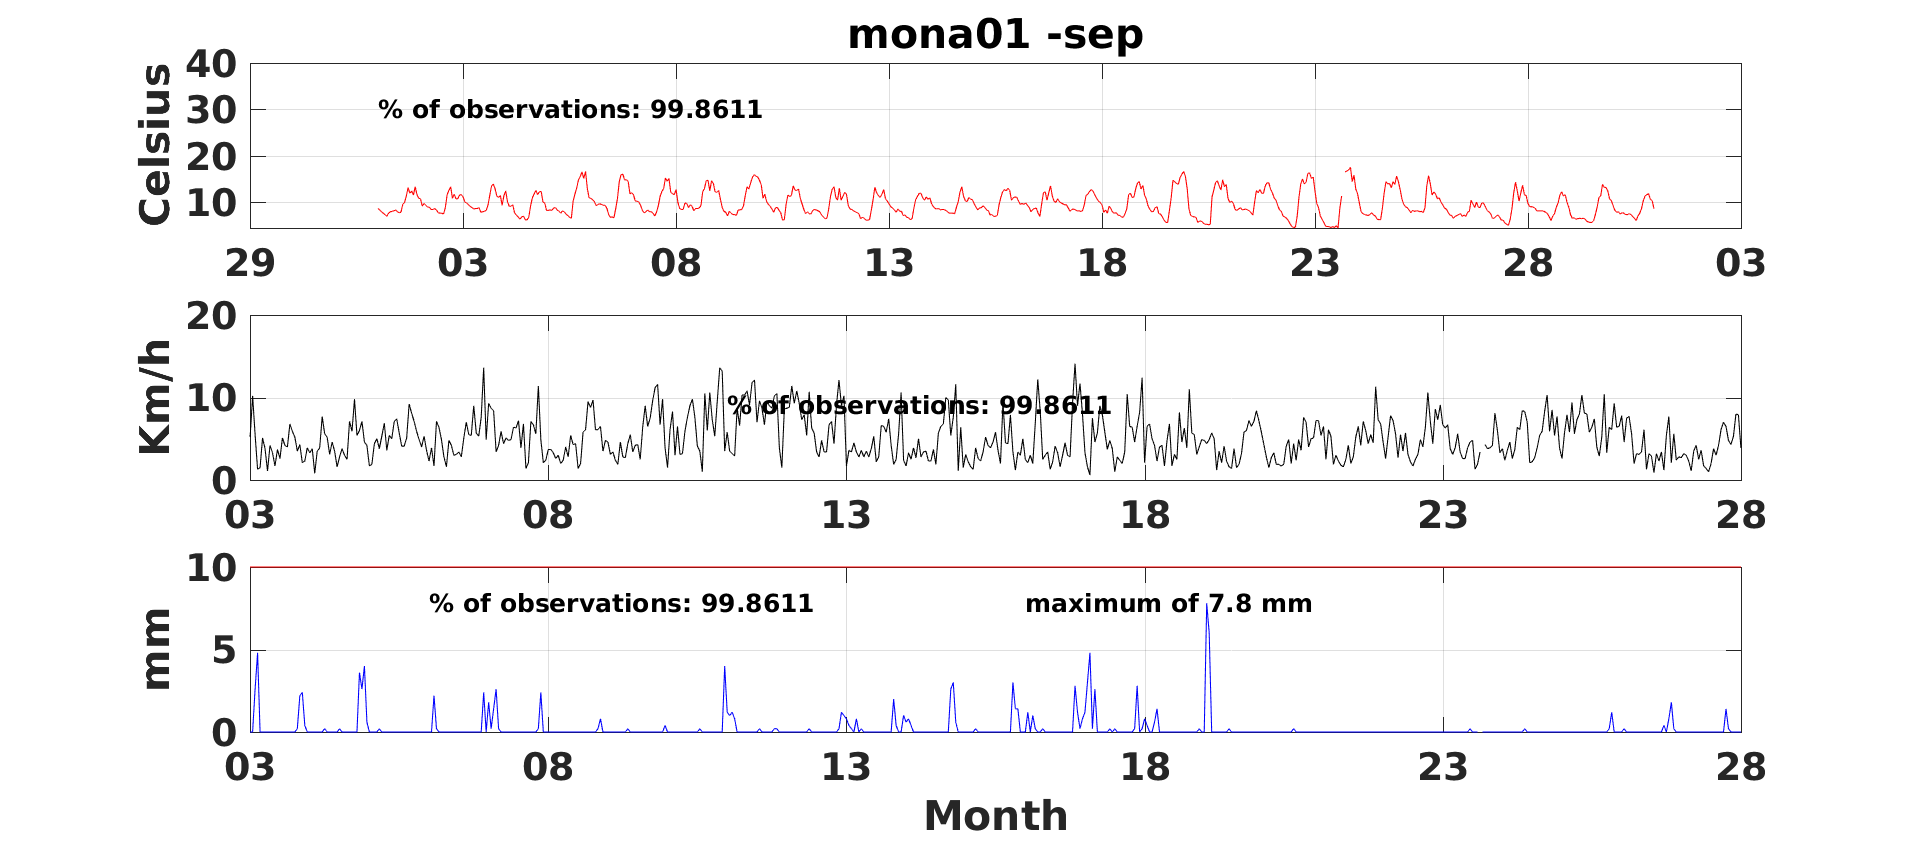 mona01 -sep
40
30
20
10
Celsius
% of observations: 99.8611
29 03 08 13 18 23 28 03
20
10
0
Km/h
% of observations: 99.8611
03 08 13 18 23 28
10
5
0
mm
% of observations: 99.8611 maximum of 7.8 mm
03 08 13 18 23 28
Month